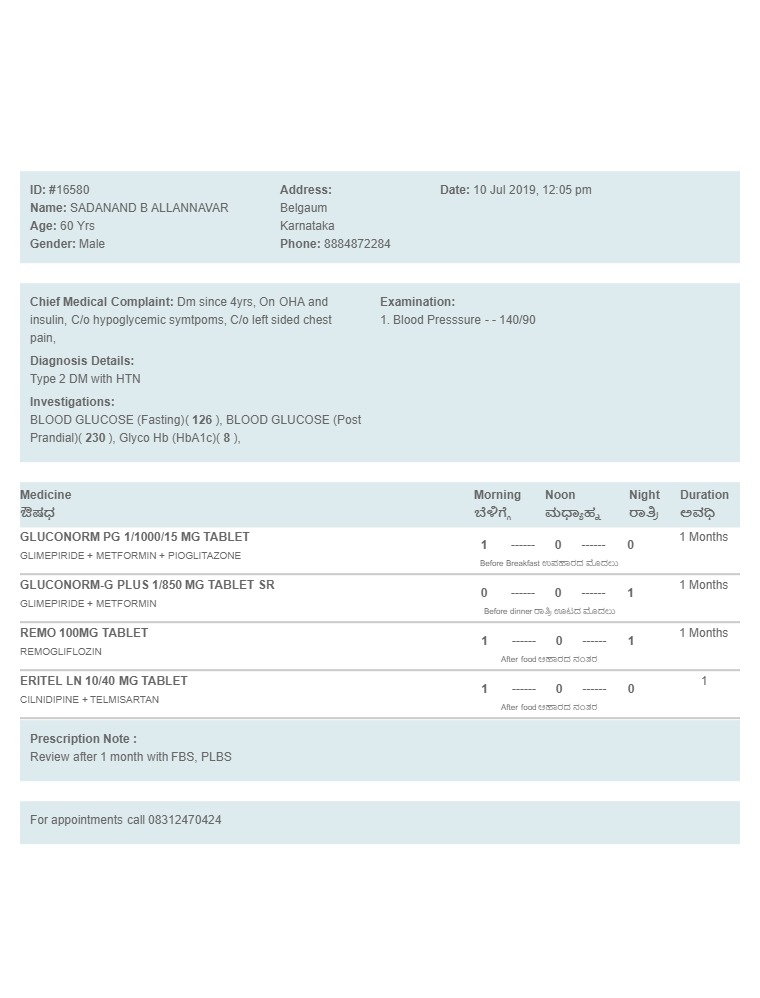 ID: #16580
Name: SADANAND B ALLANNAVAR
Age: 60 Yrs
Gender: Male
Address:
Belgaum
Karnataka
Phone: 8884872284
Date: 10 Jul 2019, 12:05 pm
Chief Medical Complaint: Dm since 4yrs, On OHA and
insulin, C/o hypoglycemic symtpoms, C/o left sided chest
pain,
Diagnosis Details:
Type 2 DM with HTN
Investigations:
BLOOD GLUCOSE (Fasting)( 126 ), BLOOD GLUCOSE (Post
Prandial)( 230 ), Glyco Hb (HbA1c)( 8 ),
Examination:
1. Blood Presssure - - 140/90
Medicine Morning Noon Night Duration
ಔಷಧ ಬೆಳಿಗ್ಗೆ ಮಧ್ಯಾಹ್ನ ರಾತ್ರಿ ಅವಧಿ
GLUCONORM PG 1/1000/15 MG TABLET 1 ------ 0 ------ 0 1 Months
GLIMEPIRIDE + METFORMIN + PIOGLITAZONE
Before Breakfast ಉಪಹಾರದ ಮೊದಲು
GLUCONORM-G PLUS 1/850 MG TABLET SR 0 ------ 0 ------ 1 1 Months
GLIMEPIRIDE + METFORMIN
Before dinner ರಾತ್ರಿ ಊಟದ ಮೊದಲು
REMO 100MG TABLET 1 ------ 0 ------ 1 1 Months
REMOGLIFLOZIN
After food ಆಹಾರದ ನಂತರ
ERITEL LN 10/40 MG TABLET 1 ------ 0 ------ 0 1
CILNIDIPINE + TELMISARTAN
After food ಆಹಾರದ ನಂತರ
Prescription Note :
Review after 1 month with FBS, PLBS
For appointments call 08312470424